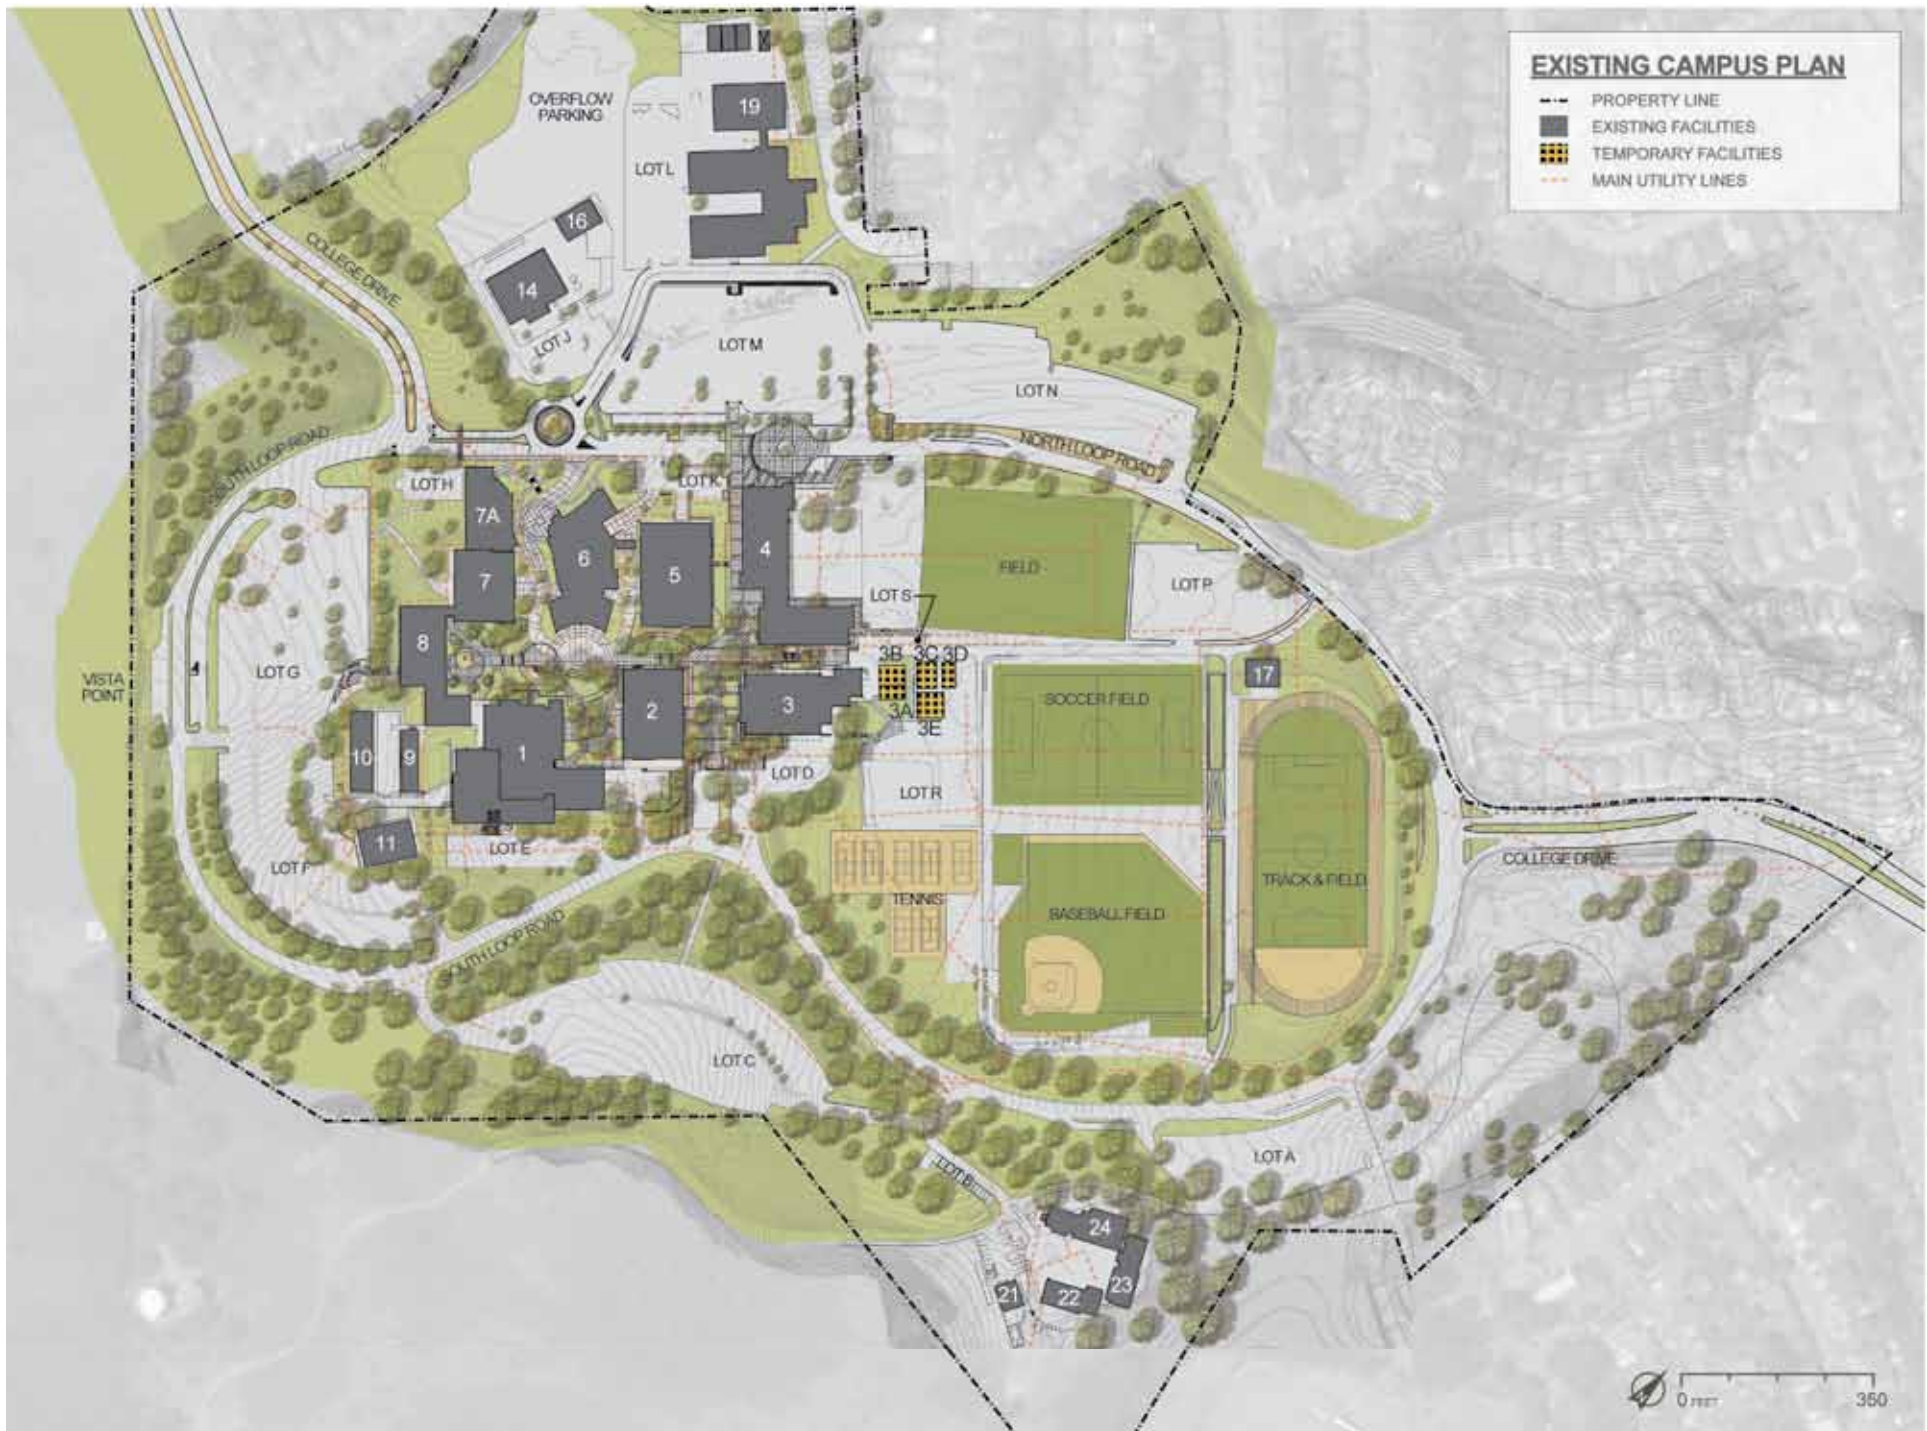 EXISTING CAMPUS PLAN
PROPERTY LINE
EXISTING FACILITIES
TEMPORARY FACILITIES
MAIN UTILITY LINES
19
OVERFLOW
PARKING
LOT L
16
COLLEGE DRIVE
14
LOT J
LOT M
LOT N
SOUTH LOOP ROAD
NORTH LOOP ROAD
LOT H
LOT K
7A
6
5
4
7
FIELD
LOT P
LOT S
8
3B
3C
3D
17
VISTA
POINT
LOT G
SOCCER FIELD
2
3
3A
3E
10
9
1
LOT D
LOT R
11
LOT E
LOT F
COLLEGE DRIVE
TRACK & FIELD
TENNIS
BASEBALL FIELD
SOUTH LOOP ROAD
LOT C
LOT A
LOT B
24
23
21
22
0 FEET
350